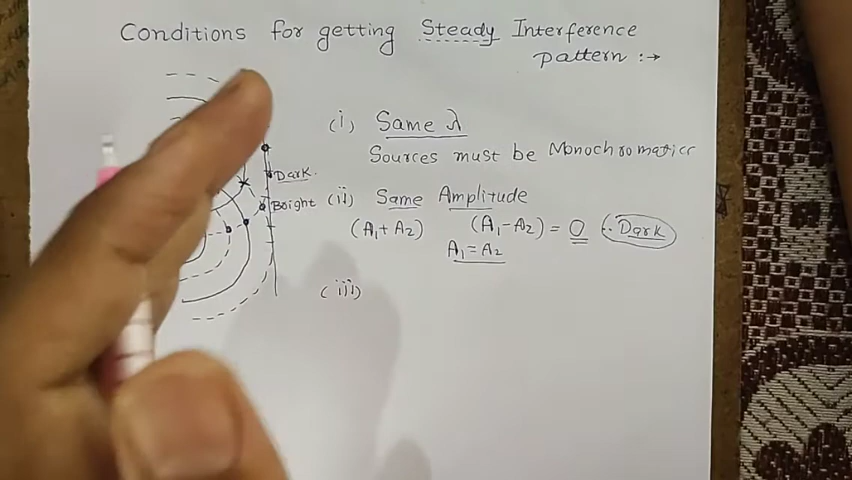 Conditions for getting Steady Interference
pattern :→
(i) Same λ
Sources must be Monochromatic
Dark.
(ii) Same Amplitude
Bright
(A₁+A₂) (A₁-A₂) = 0 ∴ Dark
A₁=A₂
(iii)